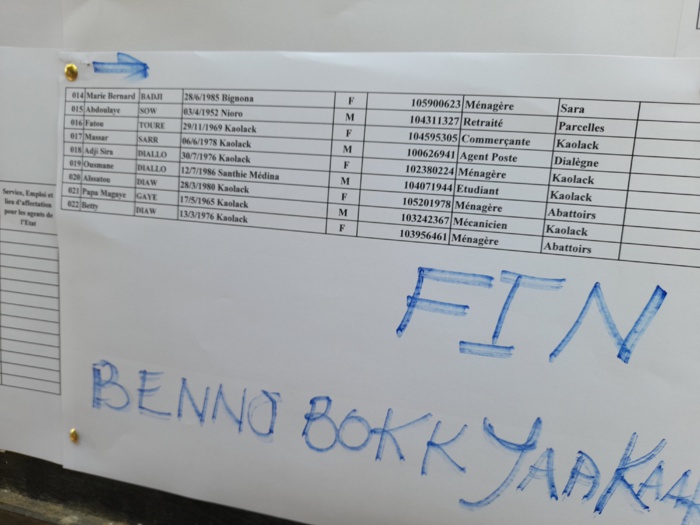 014 Marie Bernard BADJI 28/6/1985 Bignona F 105900623 Ménagère Sara
015 Abdoulaye SOW 03/4/1952 Nioro M 104311327 Retraité Parcelles
016 Fatou TOURE 29/11/1969 Kaolack F 104595305 Commerçante Kaolack
017 Massar SARR 06/6/1978 Kaolack M 100626941 Agent Poste Dialègne
018 Adji Sira DIALLO 30/7/1976 Kaolack F 102380224 Ménagère Kaolack
019 Ousmane DIALLO 12/7/1986 Santhie Médina M 104071944 Etudiant Kaolack
020 Aissatou DIAW 28/3/1980 Kaolack F 105201978 Ménagère Abattoirs
021 Papa Magaye GAYE 17/5/1965 Kaolack M 103242367 Mécanicien Kaolack
022 Betty DIAW 13/3/1976 Kaolack F 103956461 Ménagère Abattoirs
Service, Emploi et
lieu d'affectation
pour les agents de
l'Etat
FIN
BENNO BOKK YAAKAA